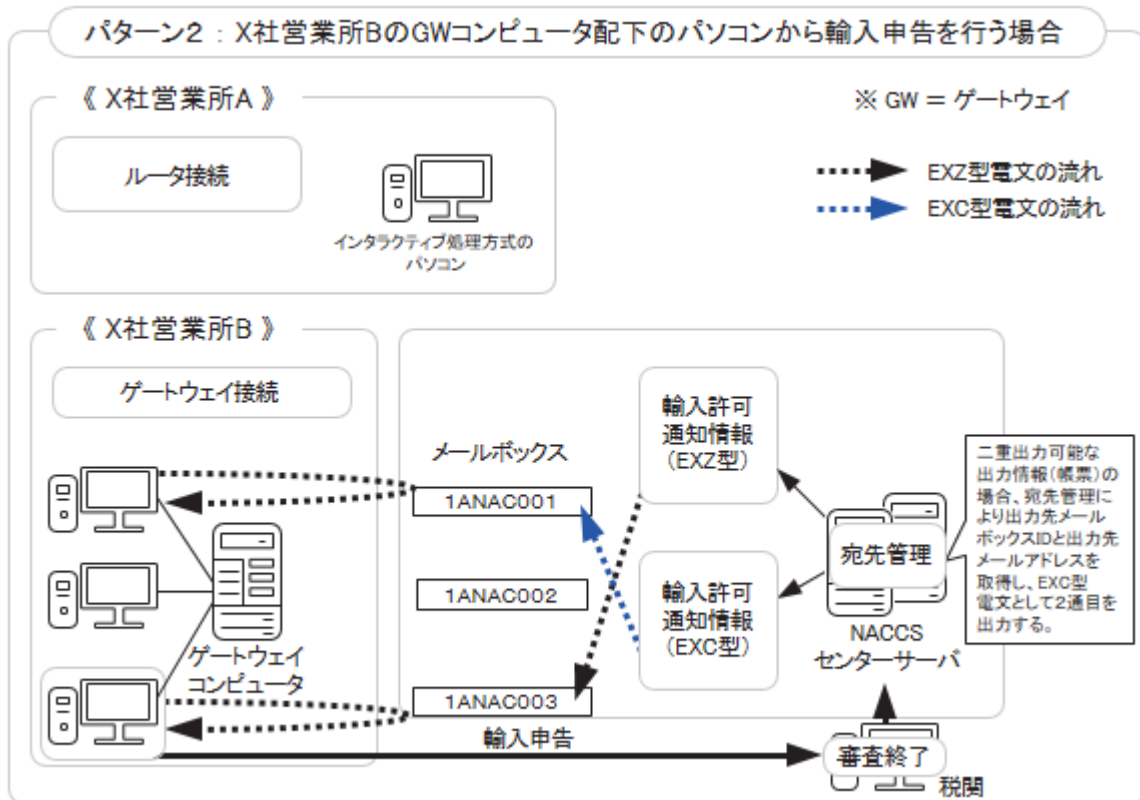 パターン2 : X社営業所BのGWコンピュータ配下のパソコンから輸入申告を行う場合
《 X社営業所A 》
※ GW = ゲートウェイ
ルータ接続
インタラクティブ処理方式の
パソコン
EXZ型電文の流れ
EXC型電文の流れ
《 X社営業所B 》
ゲートウェイ接続
ゲートウェイ
コンピュータ
メールボックス
1ANAC001
1ANAC002
1ANAC003
輸入許可
通知情報
(EXZ型)
輸入許可
通知情報
(EXC型)
宛先管理
NACCS
センターサーバ
二重出力可能な
出力情報(帳票)の
場合、宛先管理に
より出力先メール
ボックスIDと出力先
メールアドレスを
取得し、EXC型
電文として2通目を
出力する。
輸入申告
審査終了
税関